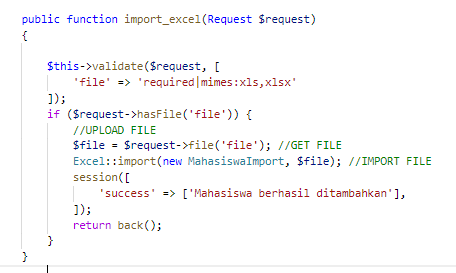 public function import_excel(Request $request)
{
$this->validate($request, [
'file' => 'required|mimes:xls,xlsx'
]);
if ($request->hasFile('file')) {
//UPLOAD FILE
$file = $request->file('file'); //GET FILE
Excel::import(new MahasiswaImport, $file); //IMPORT FILE
session([
'success' => ['Mahasiswa berhasil ditambahkan'],
]);
return back();
}
}